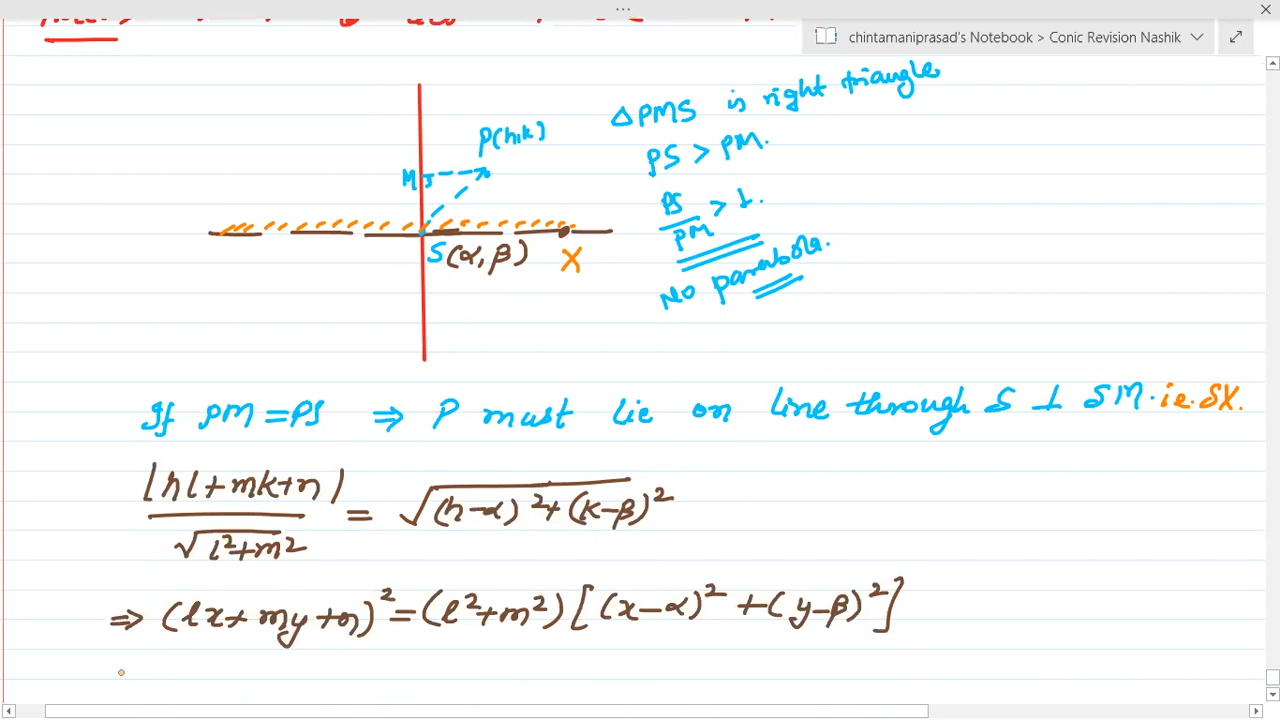 chintamaniprasad's Notebook > Conic Revision Nashik
△PMS is right triangle
P(h,k)
PS > PM.
M
PS/PM > 1.
S(α, β)
X
No parabola.
If PM = PS ⇒ P must lie on line through S ⊥ SM. i.e. SX.
|hl+mk+n|/√(l²+m²) = √((h-α)²+(k-β)²)
⇒ (lx+my+n)² = (l²+m²)[(x-α)²+(y-β)²]